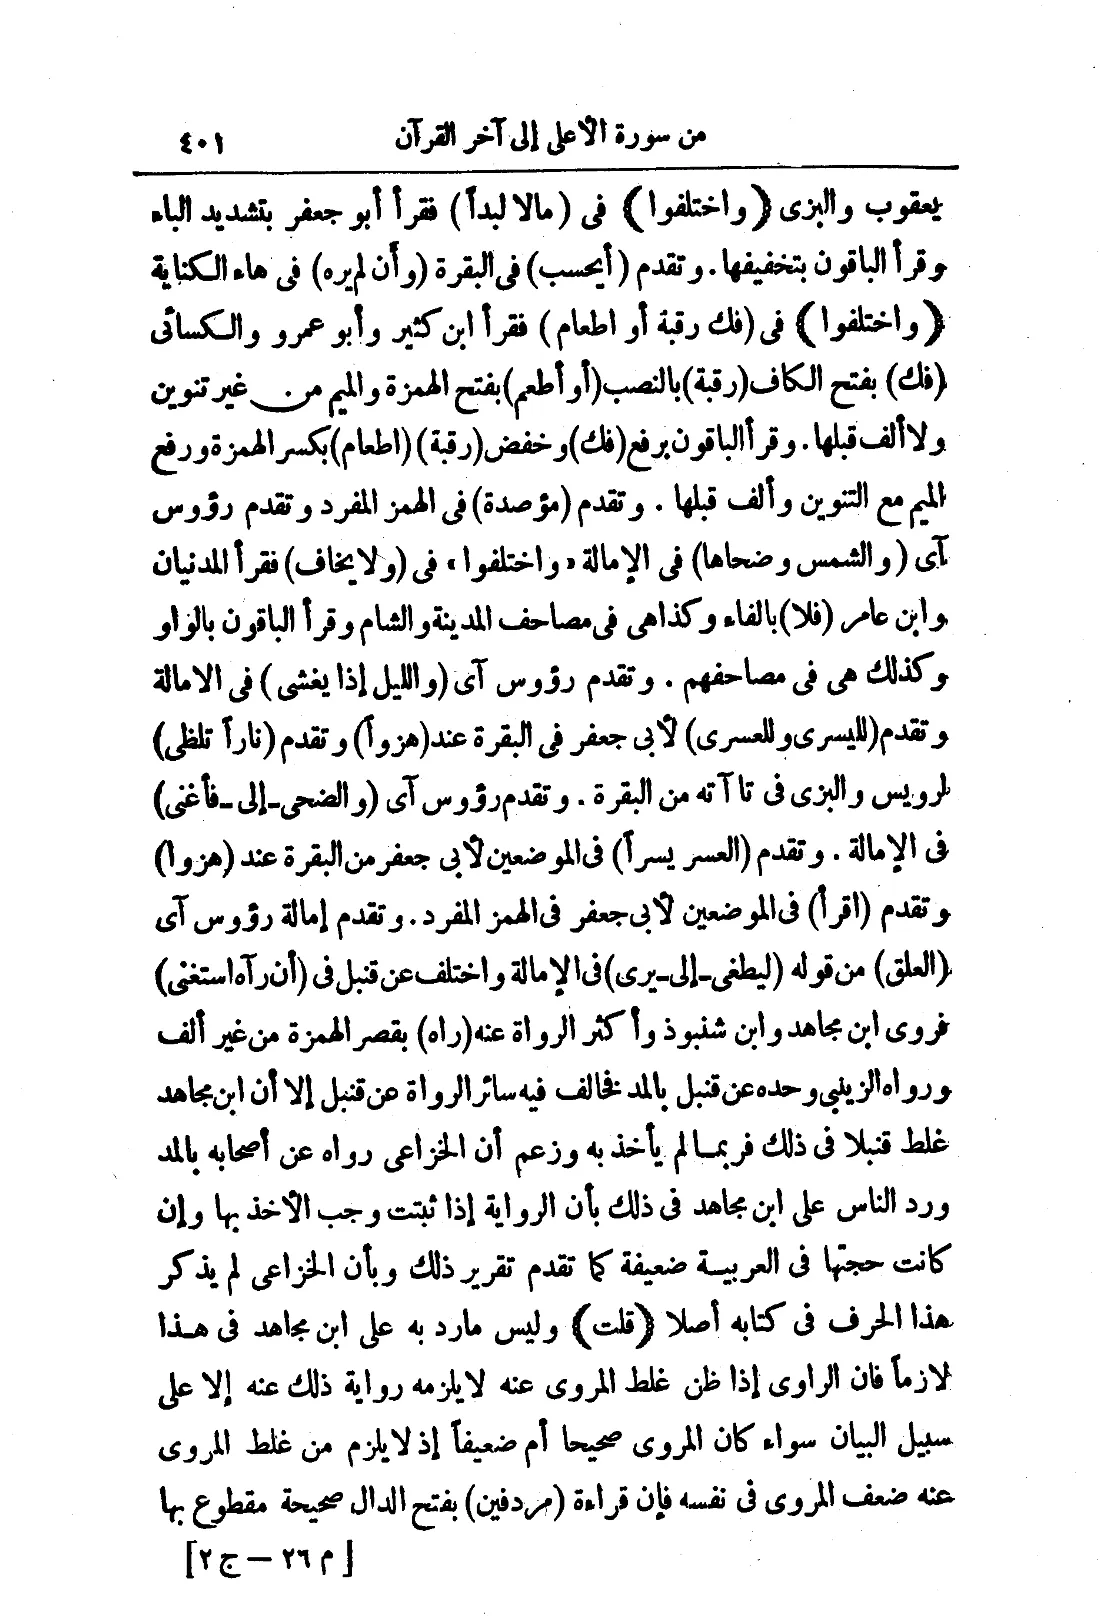 من سورة الأعلى إلى آخر القرآن ٤٠١
يعقوب والبزى (واختلفوا) فى (مالا لبداً) فقرأ أبو جعفر بتشديد الباء
وقرأ الباقون بتخفيفها. وتقدم (أيحسب) فى البقرة (وأن لم يره) فى هاء الكناية
(واختلفوا) فى (فك رقبة أو اطعام) فقرأ ابن كثير وأبو عمرو والكسائى
(فك) بفتح الكاف (رقبة) بالنصب (أو أطعم) بفتح الهمزة والميم من غير تنوين
ولا ألف قبلها. وقرأ الباقون برفع (فك) وخفض (رقبة) (اطعام) بكسر الهمزة ورفع
الميم مع التنوين وألف قبلها . وتقدم (مؤصدة) فى الهمز المفرد وتقدم رؤوس
آى (والشمس وضحاها) فى الإمالة «واختلفوا» فى (ولا يخاف) فقرأ المدنيان
وابن عامر (فلا) بالفاء وكذا هى فى مصاحف المدينة والشام وقرأ الباقون بالواو
وكذلك هى فى مصاحفهم . وتقدم رؤوس آى (والليل إذا يغشى) فى الامالة
وتقدم (لليسرى وللعسرى) لأبى جعفر فى البقرة عند (هزواً) وتقدم (ناراً تلظى)
لرويس والبزى فى تاآته من البقرة . وتقدم رؤوس آى (والضحى-إلى-فأغنى)
فى الإمالة . وتقدم (العسر يسراً) فى الموضعين لأبى جعفر من البقرة عند (هزوا)
وتقدم (اقرأ) فى الموضعين لأبى جعفر فى الهمز المفرد. وتقدم إمالة رؤوس آى
(العلق) من قوله (ليطغى-إلى-يرى) فى الإمالة واختلف عن قنبل فى (أن رآه استغنى)
فروى ابن مجاهد وابن شنبوذ وأكثر الرواة عنه (راه) بقصر الهمزة من غير ألف
ورواه الزينبى وحده عن قنبل بالمد فخالف فيه سائر الرواة عن قنبل إلا أن ابن مجاهد
غلط قنبلا فى ذلك فربما لم يأخذ به وزعم أن الخزاعى رواه عن أصحابه بالمد
ورد الناس على ابن مجاهد فى ذلك بأن الرواية إذا ثبتت وجب الأخذ بها وإن
كانت حجتها فى العربية ضعيفة كما تقدم تقرير ذلك وبأن الخزاعى لم يذكر
هذا الحرف فى كتابه أصلا (قلت) وليس مارد به على ابن مجاهد فى هذا
لازماً فان الراوى إذا ظن غلط المروى عنه لا يلزمه رواية ذلك عنه إلا على
سبيل البيان سواء كان المروى صحيحا أم ضعيفاً إذ لا يلزم من غلط المروى
عنه ضعف المروى فى نفسه فإن قراءة (مردفين) بفتح الدال صحيحة مقطوع بها
[م ٢٦ – ج ٢]